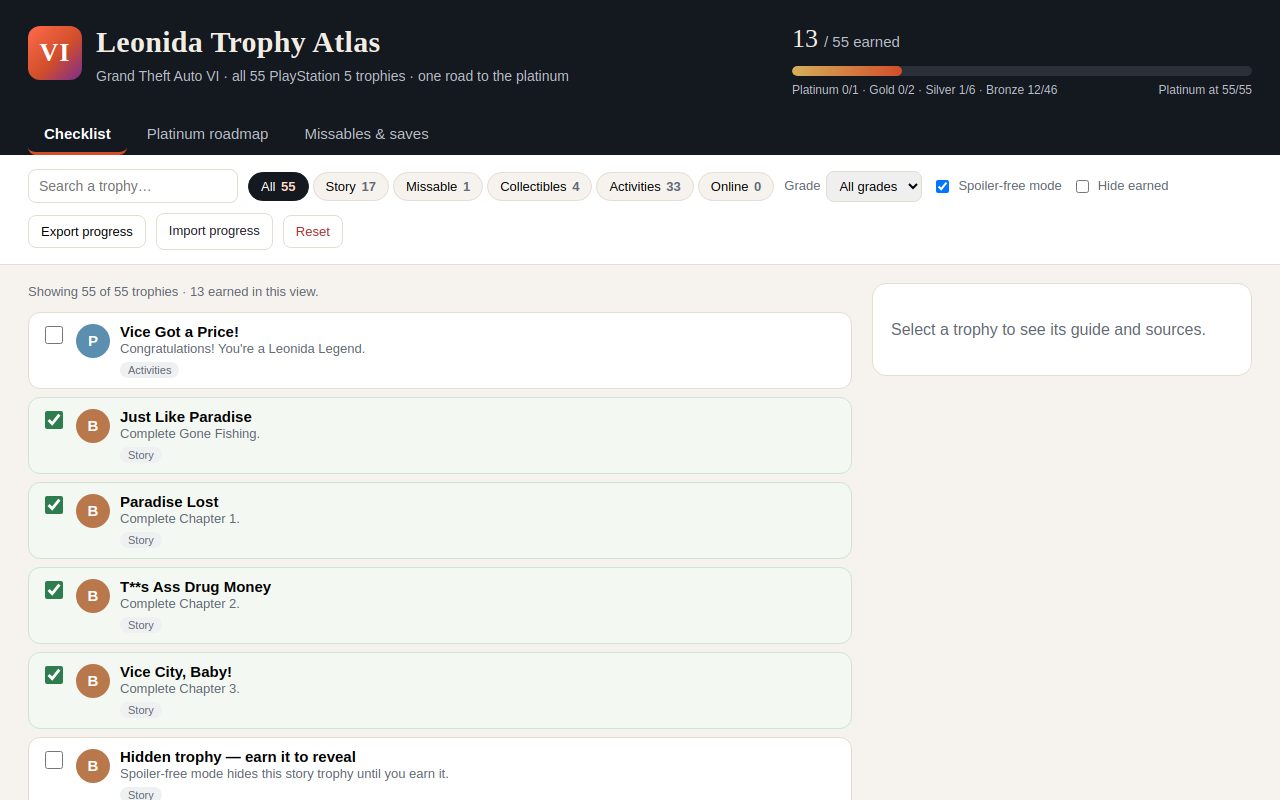 VI
Leonida Trophy Atlas
Grand Theft Auto VI · all 55 PlayStation 5 trophies · one road to the platinum
13 / 55 earned
Platinum 0/1 · Gold 0/2 · Silver 1/6 · Bronze 12/46
Platinum at 55/55
Checklist
Platinum roadmap
Missables & saves
Search a trophy…
All 55
Story 17
Missable 1
Collectibles 4
Activities 33
Online 0
Grade
All grades
Spoiler-free mode
Hide earned
Export progress
Import progress
Reset
Showing 55 of 55 trophies · 13 earned in this view.
P
Vice Got a Price!
Congratulations! You're a Leonida Legend.
Activities
B
Just Like Paradise
Complete Gone Fishing.
Story
B
Paradise Lost
Complete Chapter 1.
Story
B
T**s Ass Drug Money
Complete Chapter 2.
Story
B
Vice City, Baby!
Complete Chapter 3.
Story
B
Hidden trophy — earn it to reveal
Spoiler-free mode hides this story trophy until you earn it.
Story
Select a trophy to see its guide and sources.